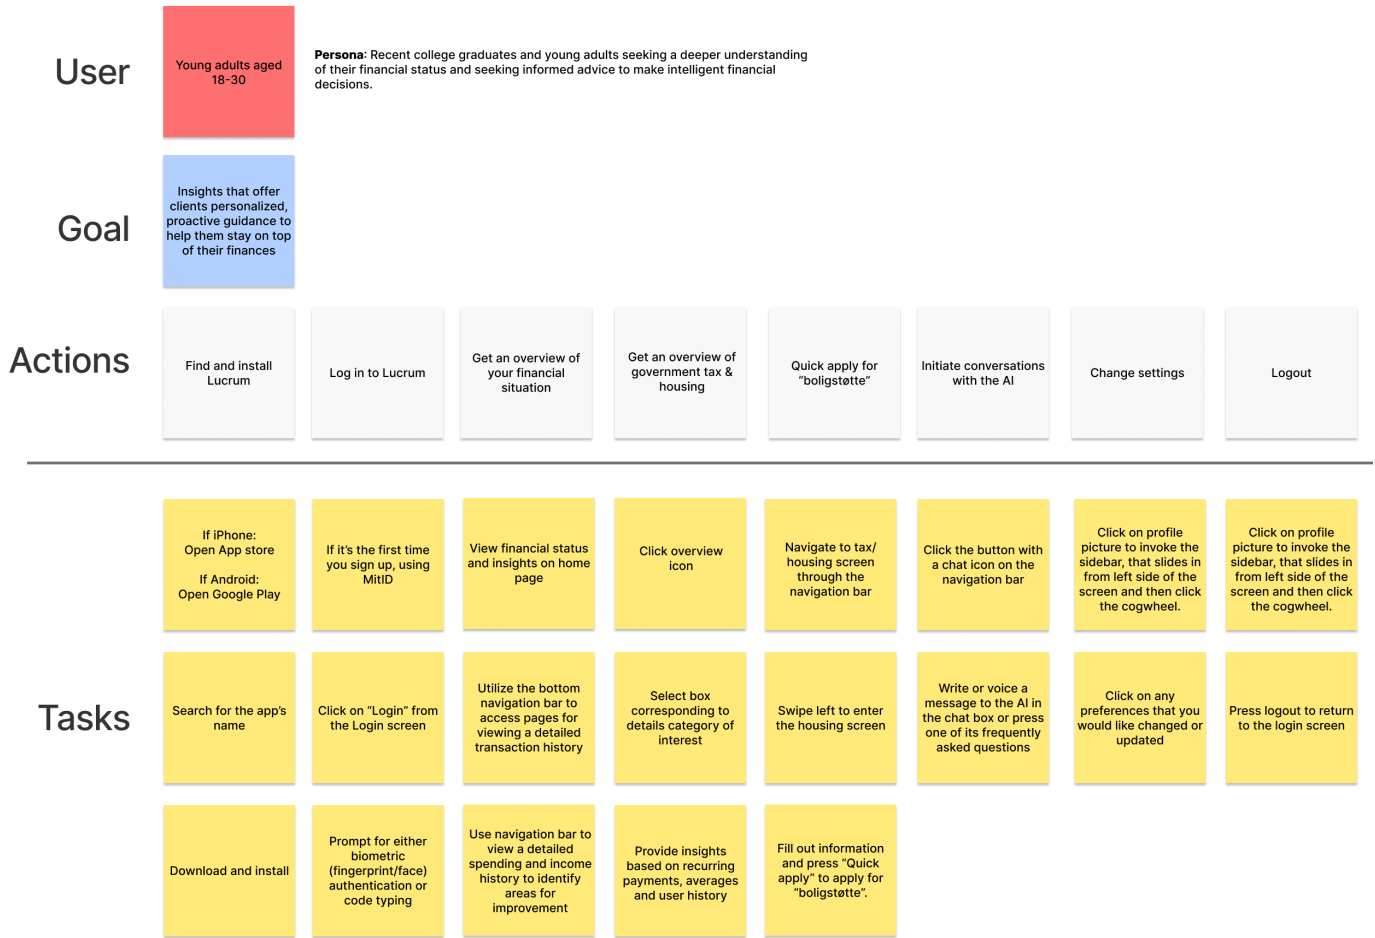 User
Young adults aged
18-30
Persona: Recent college graduates and young adults seeking a deeper understanding
of their financial status and seeking informed advice to make intelligent financial
decisions.
Goal
Insights that offer
clients personalized,
proactive guidance to
help them stay on top
of their finances
Actions
Find and install
Lucrum
Log in to Lucrum
Get an overview of
your financial
situation
Get an overview of
government tax &
housing
Quick apply for
“boligstøtte”
Initiate conversations
with the AI
Change settings
Logout
Tasks
If iPhone:
Open App store
If Android:
Open Google Play
If it’s the first time
you sign up, using
MitID
View financial status
and insights on home
page
Click overview
icon
Navigate to tax/
housing screen
through the
navigation bar
Click the button with
a chat icon on the
navigation bar
Click on profile
picture to invoke the
sidebar, that slides in
from left side of the
screen and then click
the cogwheel.
Click on profile
picture to invoke the
sidebar, that slides in
from left side of the
screen and then click
the cogwheel.
Search for the app’s
name
Click on “Login” from
the Login screen
Utilize the bottom
navigation bar to
access pages for
viewing a detailed
transaction history
Select box
corresponding to
details category of
interest
Swipe left to enter
the housing screen
Write or voice a
message to the AI in
the chat box or press
one of its frequently
asked questions
Click on any
preferences that you
would like changed or
updated
Press logout to return
to the login screen
Download and install
Prompt for either
biometric
(fingerprint/face)
authentication or
code typing
Use navigation bar to
view a detailed
spending and income
history to identify
areas for
improvement
Provide insights
based on recurring
payments, averages
and user history
Fill out information
and press “Quick
apply” to apply for
“boligstøtte”.